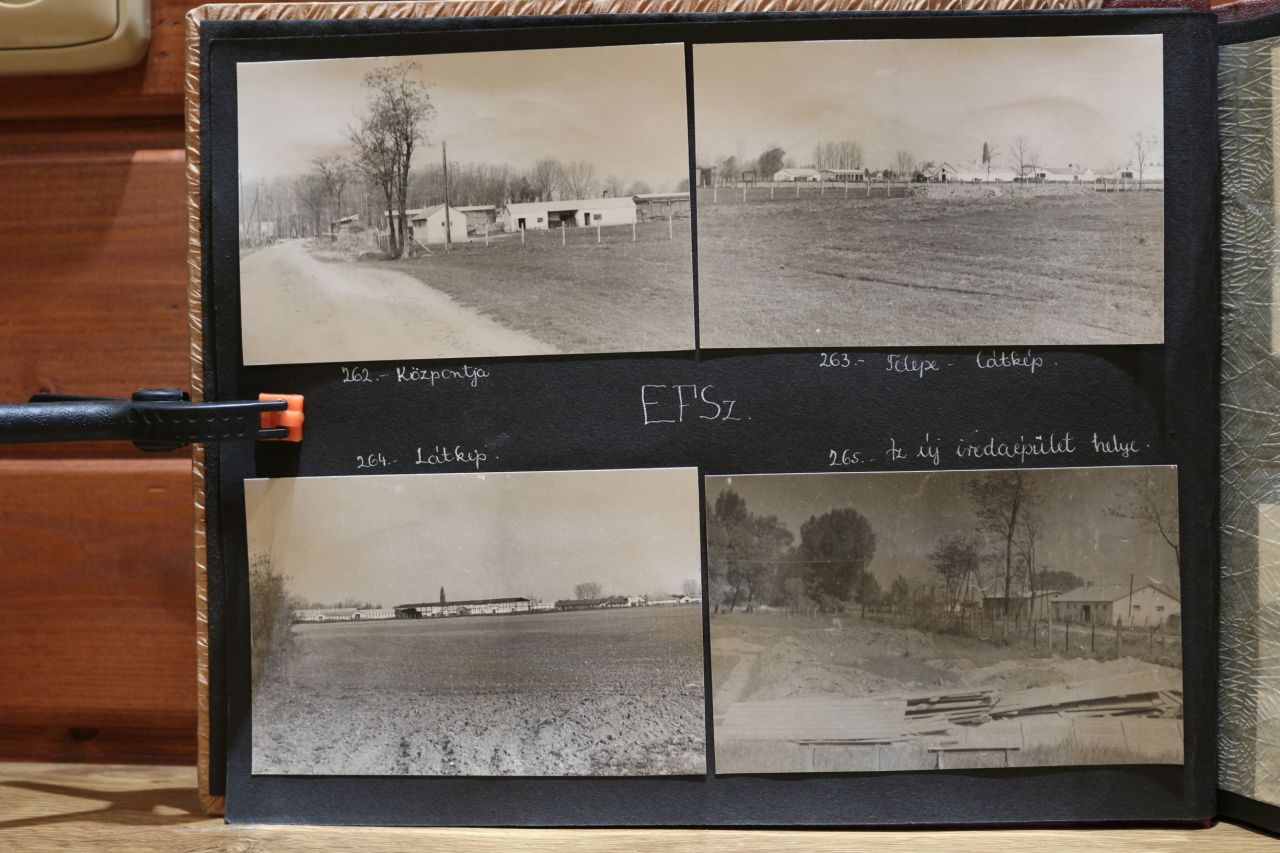 262.- Központja
263.- Telepe - látkép.
EFSz.
264.- Látkép.
265.- Az új irodaépület helye.